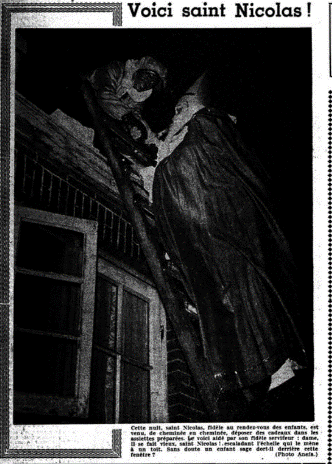 Voici saint Nicolas !
Cette nuit, saint Nicolas, fidèle au rendez-vous des enfants, est
venu, de cheminée en cheminée, déposer des cadeaux dans les
assiettes préparées. Le voici aidé par son fidèle serviteur : dame,
il se fait vieux, saint Nicolas !, escaladant l'échelle qui le mène
à un toit. Sans doute un enfant sage dort-il derrière cette
fenêtre ?
(Photo Anefa.)